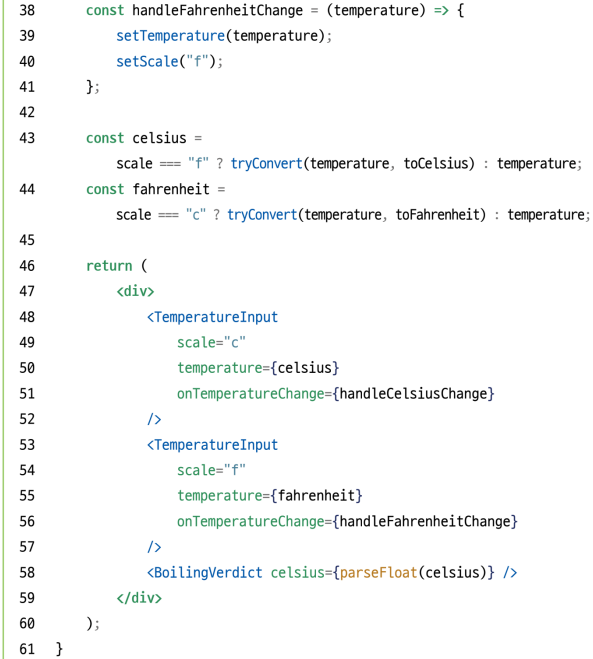 38 const handleFahrenheitChange = (temperature) => {
39 setTemperature(temperature);
40 setScale("f");
41 };
42
43 const celsius =
scale === "f" ? tryConvert(temperature, toCelsius) : temperature;
44 const fahrenheit =
scale === "c" ? tryConvert(temperature, toFahrenheit) : temperature;
45
46 return (
47 <div>
48 <TemperatureInput
49 scale="c"
50 temperature={celsius}
51 onTemperatureChange={handleCelsiusChange}
52 />
53 <TemperatureInput
54 scale="f"
55 temperature={fahrenheit}
56 onTemperatureChange={handleFahrenheitChange}
57 />
58 <BoilingVerdict celsius={parseFloat(celsius)} />
59 </div>
60 );
61 }